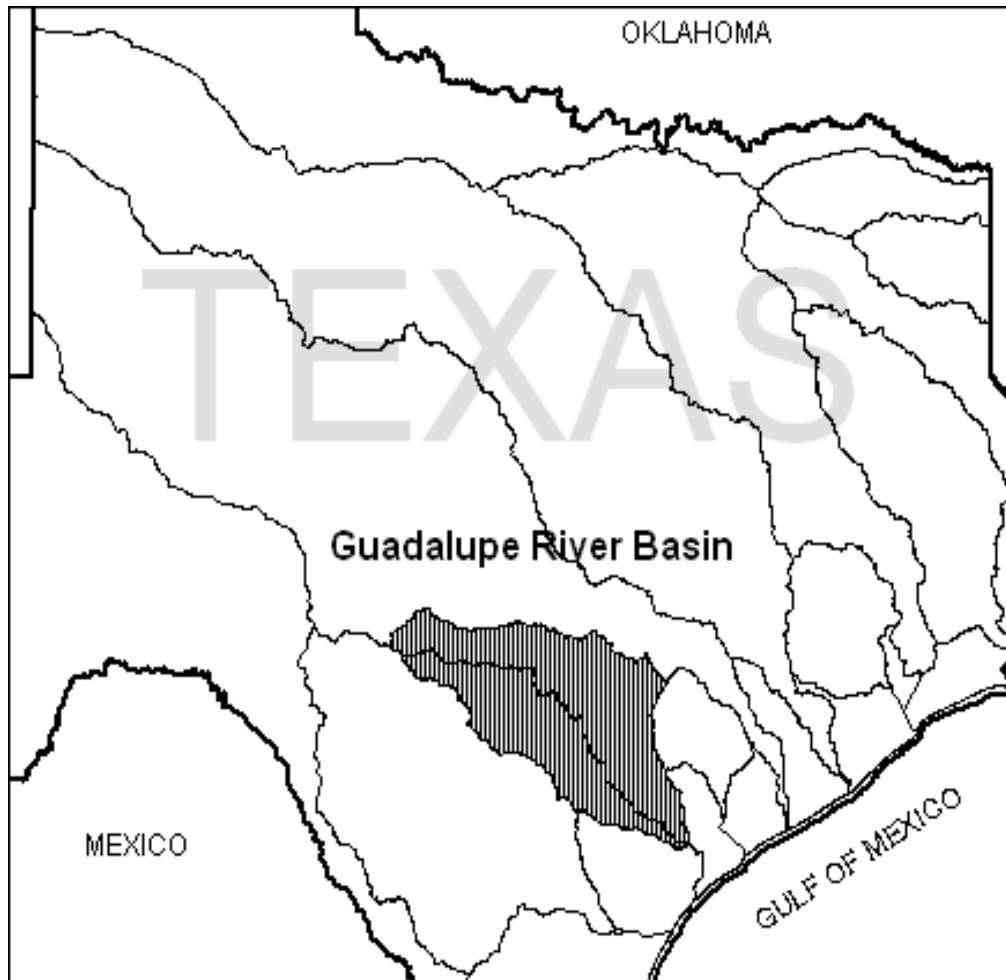 OKLAHOMA
TEXAS
Guadalupe River Basin
MEXICO
GULF OF MEXICO